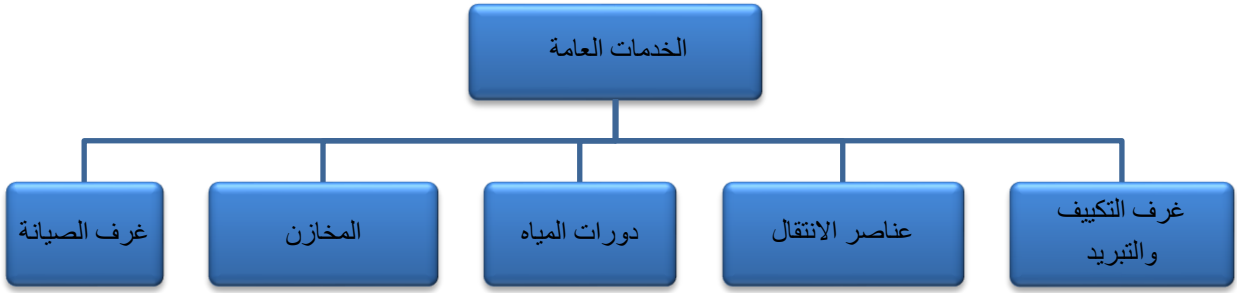 الخدمات العامة
غرف التكييف
والتبريد
عناصر الانتقال
دورات المياه
المخازن
غرف الصيانة